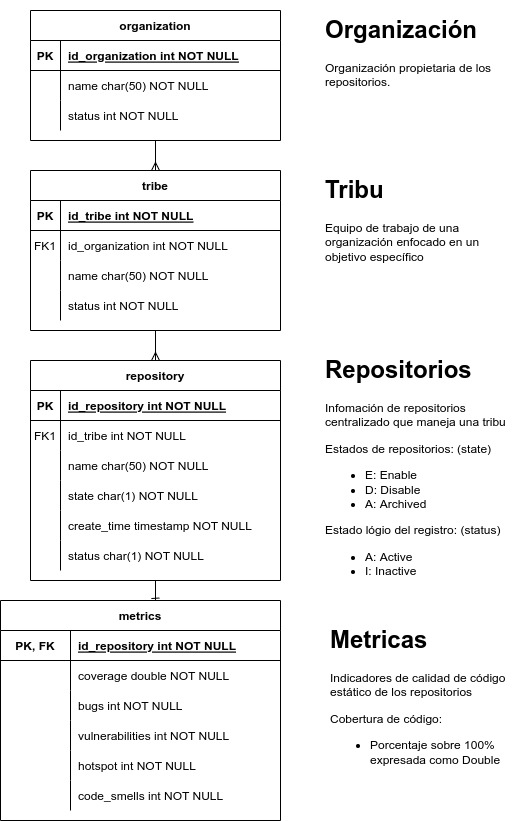 organization
PK id_organization int NOT NULL
name char(50) NOT NULL
status int NOT NULL
Organización
Organización propietaria de los
repositorios.
tribe
PK id_tribe int NOT NULL
FK1 id_organization int NOT NULL
name char(50) NOT NULL
status int NOT NULL
Tribu
Equipo de trabajo de una
organización enfocado en un
objetivo específico
repository
PK id_repository int NOT NULL
FK1 id_tribe int NOT NULL
name char(50) NOT NULL
state char(1) NOT NULL
create_time timestamp NOT NULL
status char(1) NOT NULL
Repositorios
Infomación de repositorios
centralizado que maneja una tribu
Estados de repositorios: (state)
• E: Enable
• D: Disable
• A: Archived
Estado lógio del registro: (status)
• A: Active
• I: Inactive
metrics
PK, FK id_repository int NOT NULL
coverage double NOT NULL
bugs int NOT NULL
vulnerabilities int NOT NULL
hotspot int NOT NULL
code_smells int NOT NULL
Metricas
Indicadores de calidad de código
estático de los repositorios
Cobertura de código:
• Porcentaje sobre 100%
expresada como Double